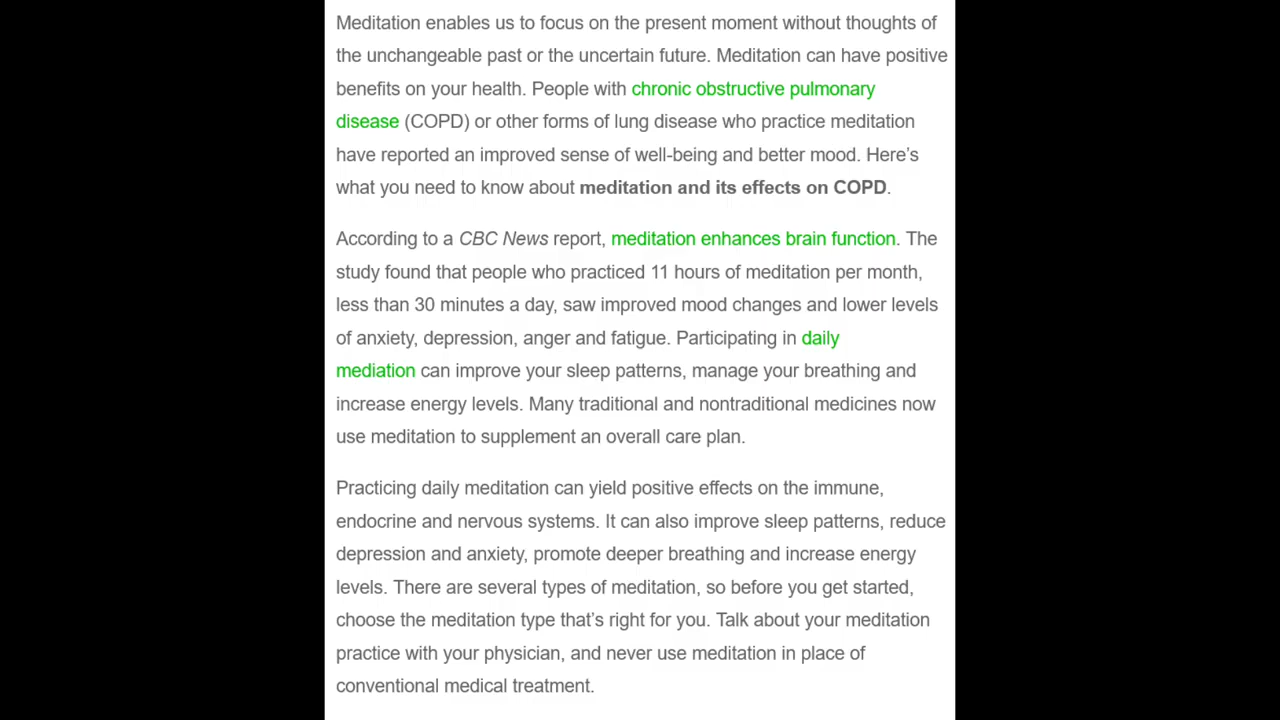 Meditation enables us to focus on the present moment without thoughts of
the unchangeable past or the uncertain future. Meditation can have positive
benefits on your health. People with chronic obstructive pulmonary
disease (COPD) or other forms of lung disease who practice meditation
have reported an improved sense of well-being and better mood. Here’s
what you need to know about meditation and its effects on COPD.
According to a CBC News report, meditation enhances brain function. The
study found that people who practiced 11 hours of meditation per month,
less than 30 minutes a day, saw improved mood changes and lower levels
of anxiety, depression, anger and fatigue. Participating in daily
mediation can improve your sleep patterns, manage your breathing and
increase energy levels. Many traditional and nontraditional medicines now
use meditation to supplement an overall care plan.
Practicing daily meditation can yield positive effects on the immune,
endocrine and nervous systems. It can also improve sleep patterns, reduce
depression and anxiety, promote deeper breathing and increase energy
levels. There are several types of meditation, so before you get started,
choose the meditation type that’s right for you. Talk about your meditation
practice with your physician, and never use meditation in place of
conventional medical treatment.